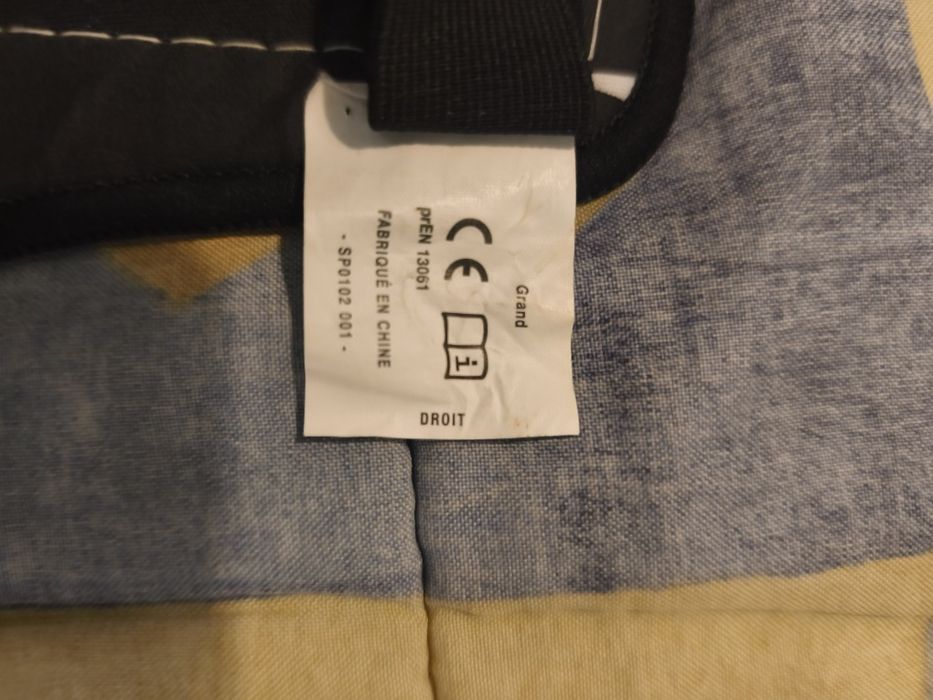 Grand
CE
i
prEN 13061
FABRIQUÉ EN CHINE
- SP0102 001 -
DROIT